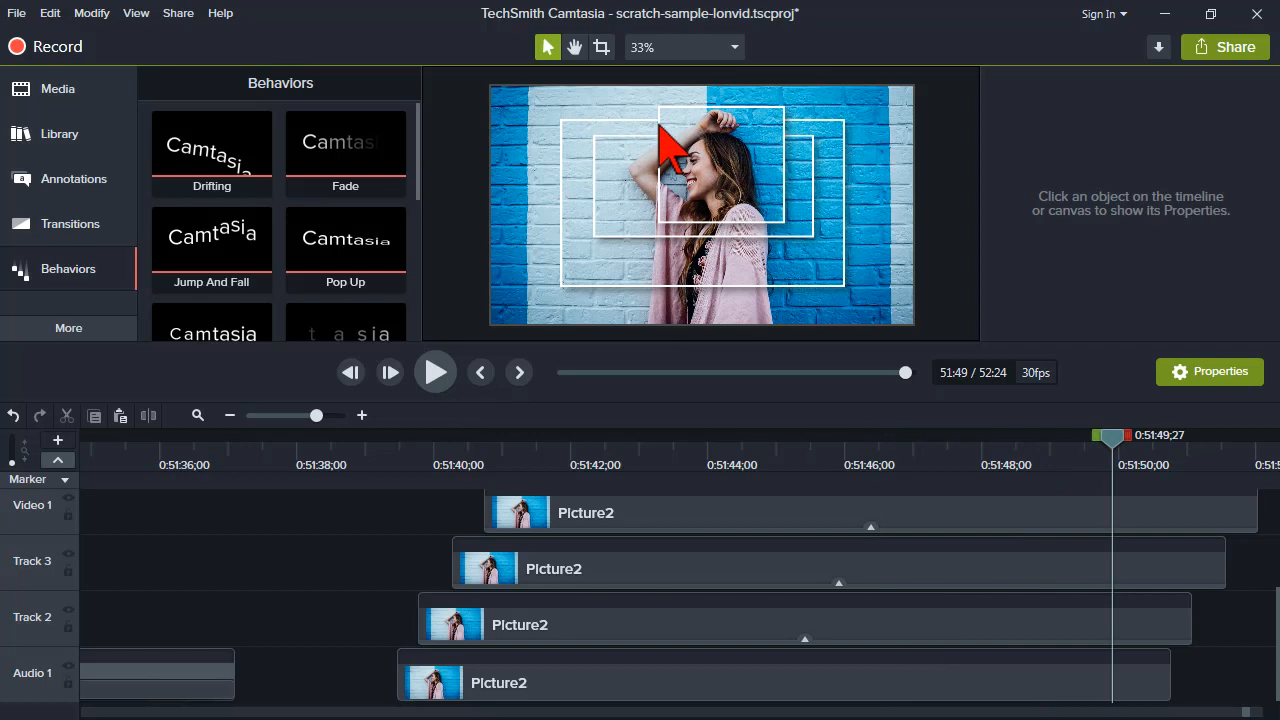 File Edit Modify View Share Help
TechSmith Camtasia - scratch-sample-lonvid.tscproj*
Sign In
Record
33%
Share
Media
Library
Annotations
Transitions
Behaviors
More
Behaviors
Camtasia
Drifting
Camtasi
Fade
Camtasia
Jump And Fall
Camtasia
Pop Up
Camtasia
t a sia
Click an object on the timeline
or canvas to show its Properties.
51:49 / 52:24 30fps
Properties
0:51:49;27
0:51:36;00 0:51:38;00 0:51:40;00 0:51:42;00 0:51:44;00 0:51:46;00 0:51:48;00 0:51:50;00 0:51:5
Marker
Video 1
Picture2
Track 3
Picture2
Track 2
Picture2
Audio 1
Picture2